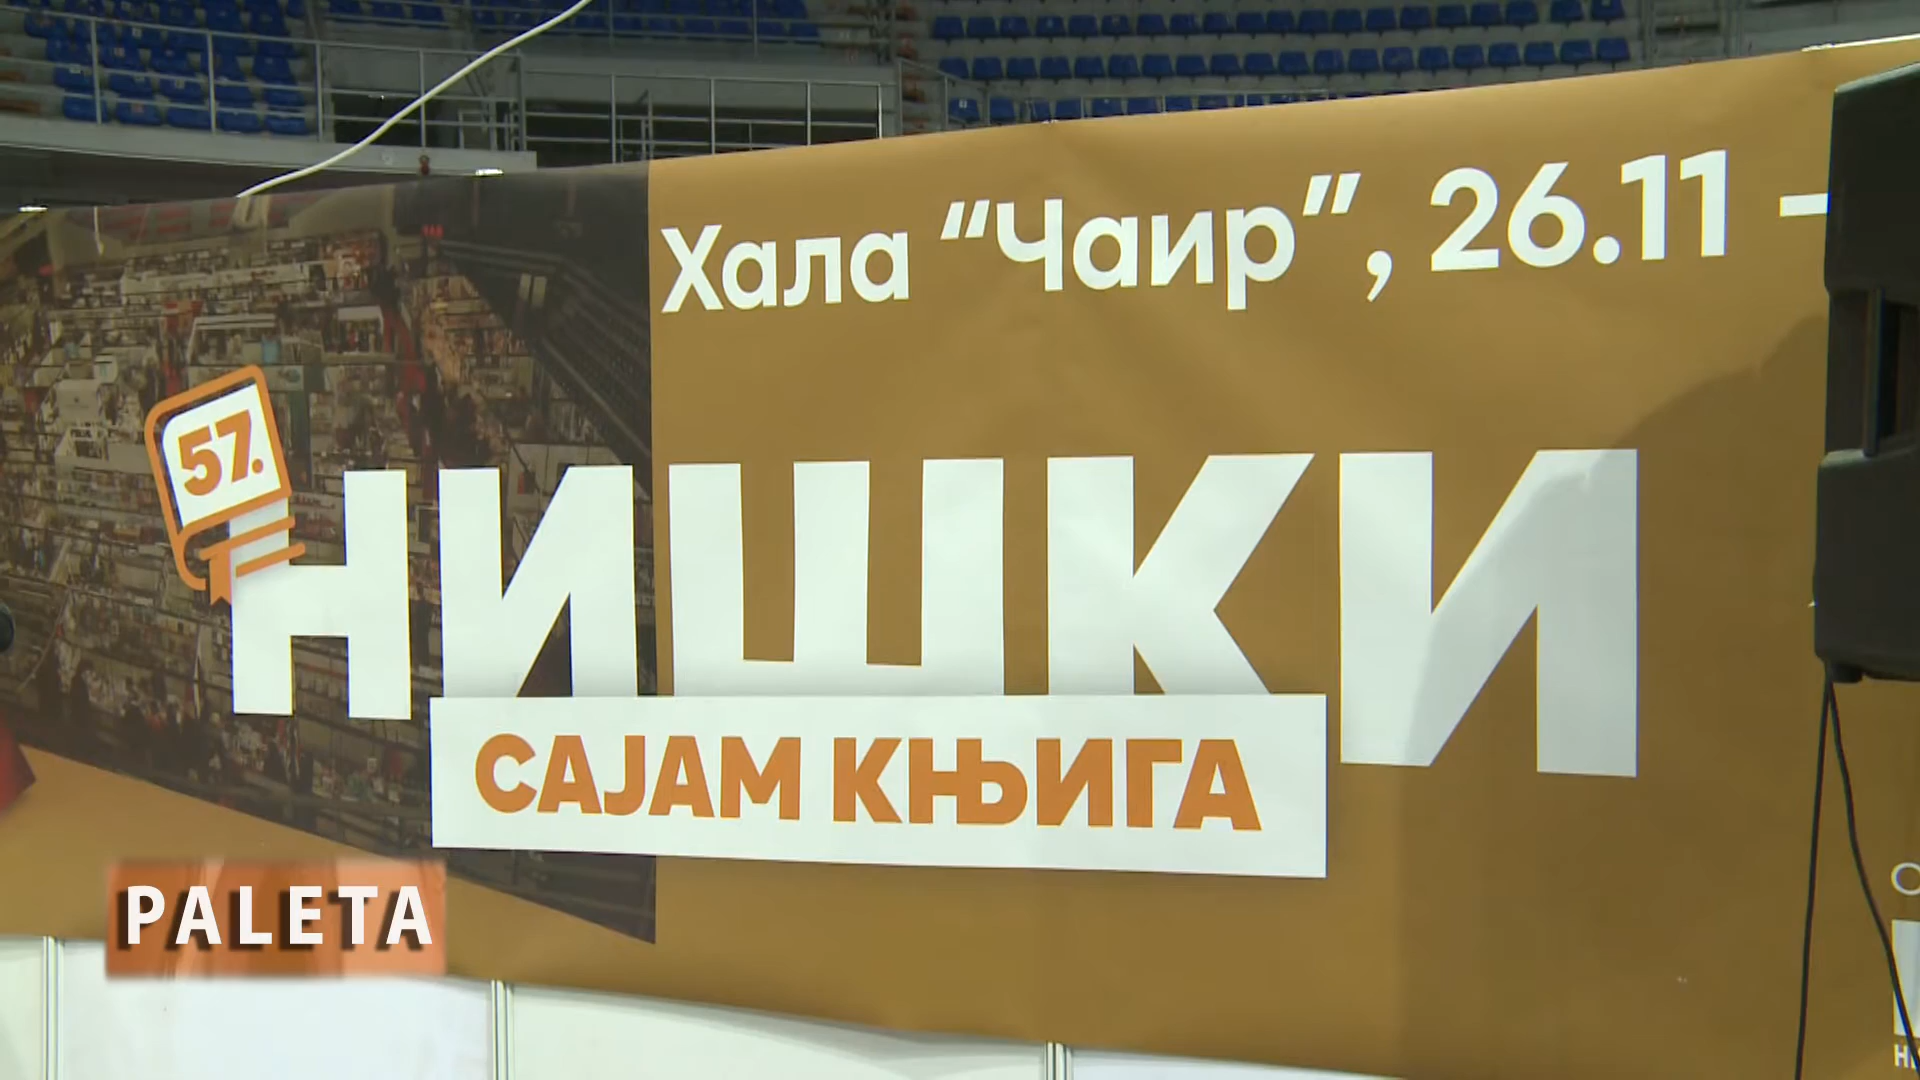 Хала “Чаир”, 26.11 –
57.
НИШКИ
САЈАМ КЊИГА
PALETA